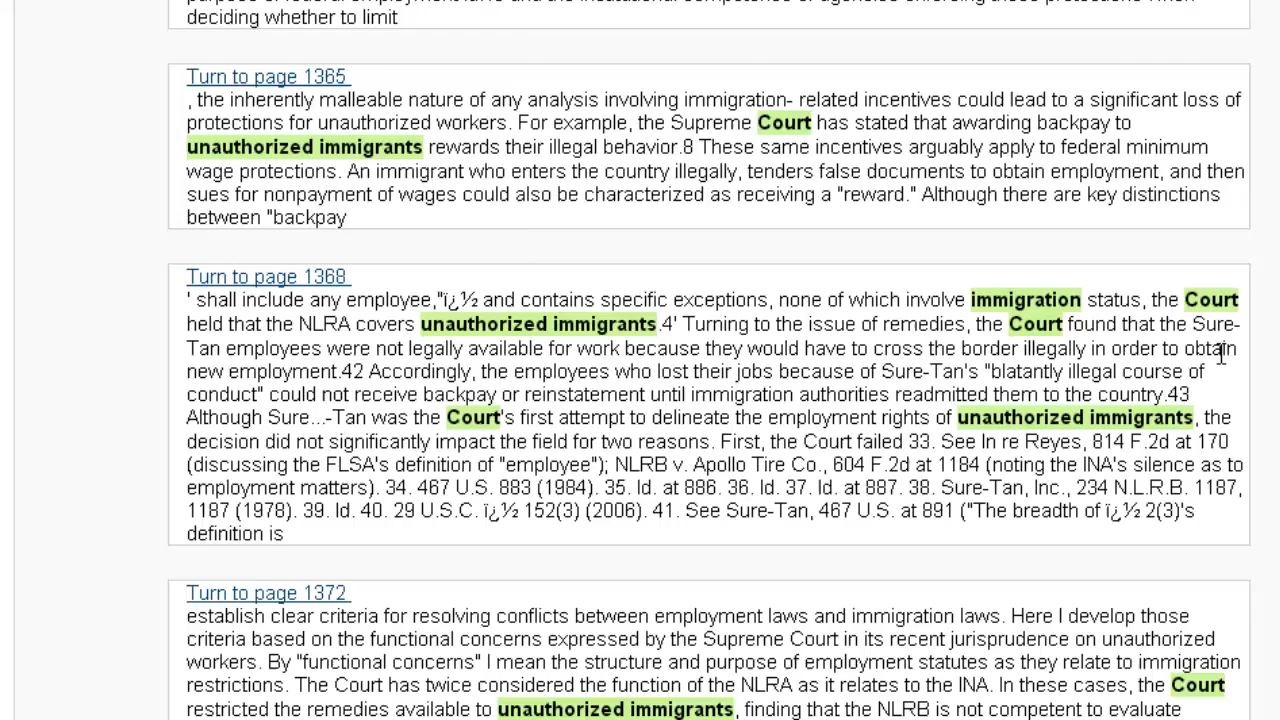 deciding whether to limit
Turn to page 1365
, the inherently malleable nature of any analysis involving immigration- related incentives could lead to a significant loss of
protections for unauthorized workers. For example, the Supreme Court has stated that awarding backpay to
unauthorized immigrants rewards their illegal behavior.8 These same incentives arguably apply to federal minimum
wage protections. An immigrant who enters the country illegally, tenders false documents to obtain employment, and then
sues for nonpayment of wages could also be characterized as receiving a "reward." Although there are key distinctions
between "backpay
Turn to page 1368
' shall include any employee,"ï¿½ and contains specific exceptions, none of which involve immigration status, the Court
held that the NLRA covers unauthorized immigrants.4' Turning to the issue of remedies, the Court found that the Sure-
Tan employees were not legally available for work because they would have to cross the border illegally in order to obtain
new employment.42 Accordingly, the employees who lost their jobs because of Sure-Tan's "blatantly illegal course of
conduct" could not receive backpay or reinstatement until immigration authorities readmitted them to the country.43
Although Sure...-Tan was the Court's first attempt to delineate the employment rights of unauthorized immigrants, the
decision did not significantly impact the field for two reasons. First, the Court failed 33. See In re Reyes, 814 F.2d at 170
(discussing the FLSA's definition of "employee"); NLRB v. Apollo Tire Co., 604 F.2d at 1184 (noting the INA's silence as to
employment matters). 34. 467 U.S. 883 (1984). 35. Id. at 886. 36. Id. 37. Id. at 887. 38. Sure-Tan, Inc., 234 N.L.R.B. 1187,
1187 (1978). 39. Id. 40. 29 U.S.C. ï¿½ 152(3) (2006). 41. See Sure-Tan, 467 U.S. at 891 ("The breadth of ï¿½ 2(3)'s
definition is
Turn to page 1372
establish clear criteria for resolving conflicts between employment laws and immigration laws. Here I develop those
criteria based on the functional concerns expressed by the Supreme Court in its recent jurisprudence on unauthorized
workers. By "functional concerns" I mean the structure and purpose of employment statutes as they relate to immigration
restrictions. The Court has twice considered the function of the NLRA as it relates to the INA. In these cases, the Court
restricted the remedies available to unauthorized immigrants, finding that the NLRB is not competent to evaluate